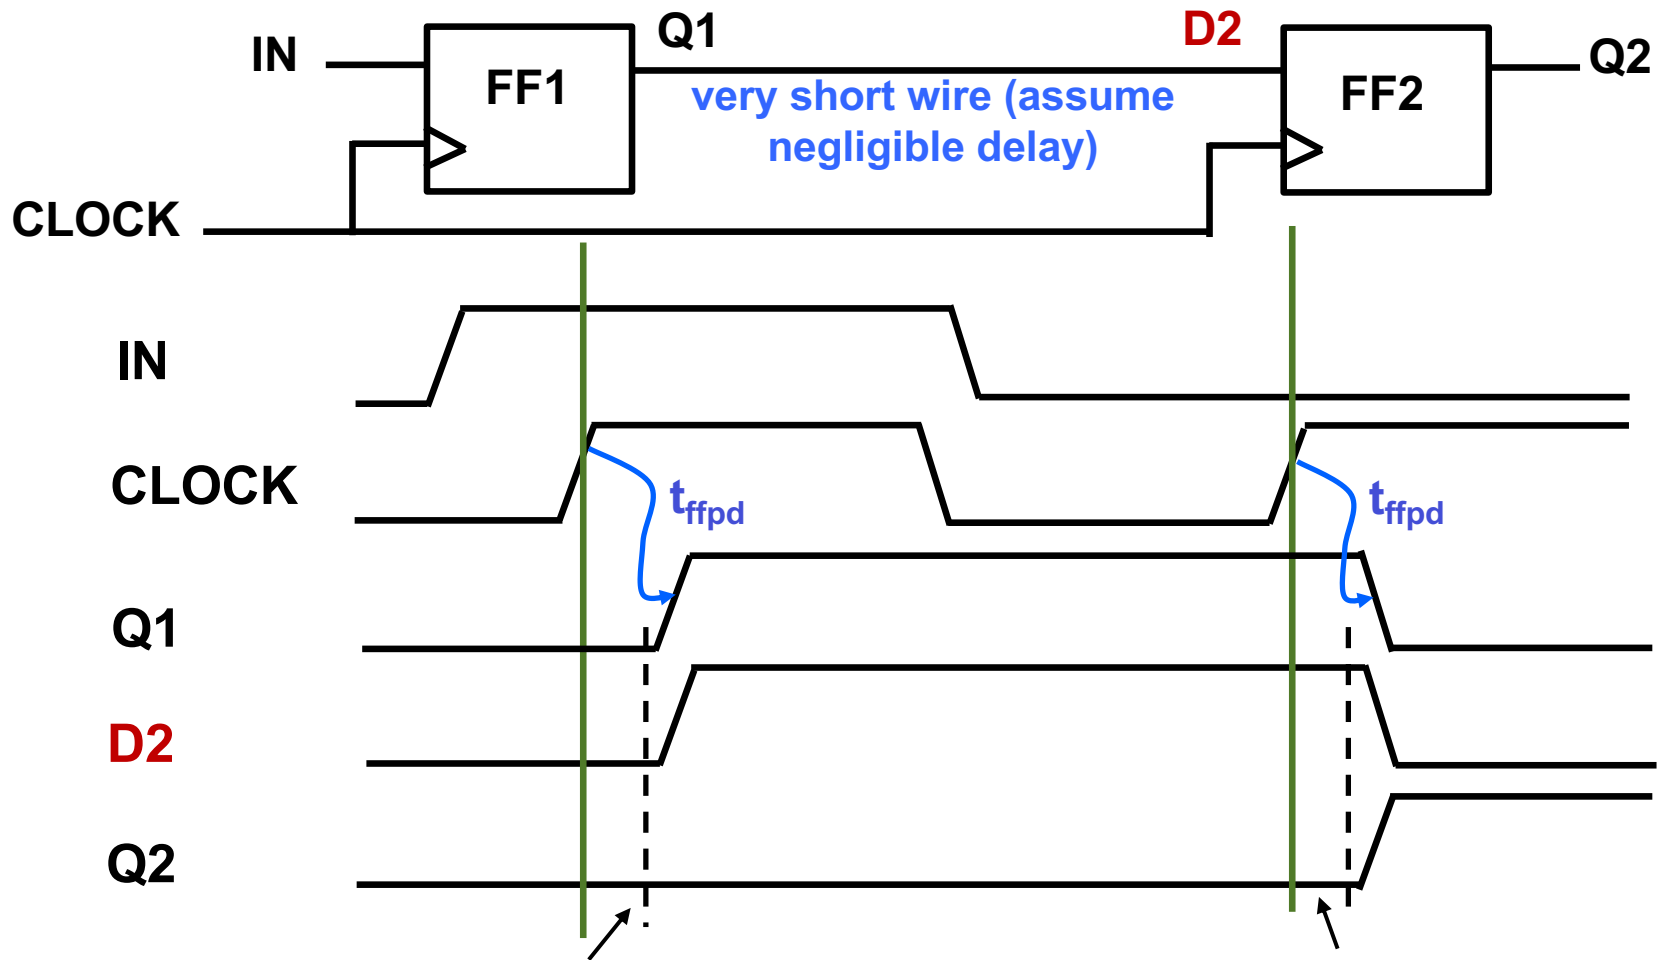 IN
FF1
Q1
D2
FF2
Q2
very short wire (assume
negligible delay)
CLOCK
IN
CLOCK
tffpd
tffpd
Q1
D2
Q2